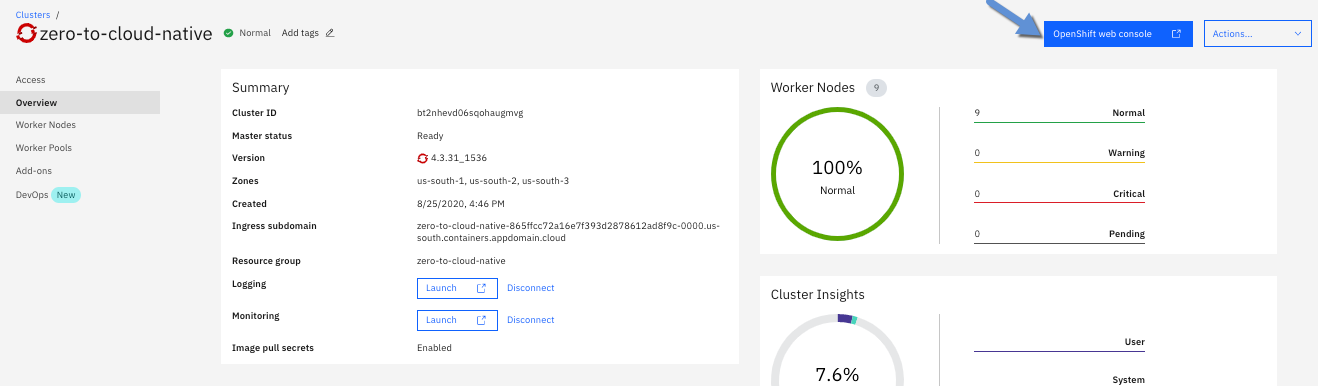 Clusters /
zero-to-cloud-native
Normal
Add tags
OpenShift web console
Actions...
Access
Overview
Worker Nodes
Worker Pools
Add-ons
DevOps New
Summary
Cluster ID bt2nhevd06sqohaugmvg
Master status Ready
Version 4.3.31_1536
Zones us-south-1, us-south-2, us-south-3
Created 8/25/2020, 4:46 PM
Ingress subdomain zero-to-cloud-native-865ffcc72a16e7f393d2878612ad8f9c-0000.us-
south.containers.appdomain.cloud
Resource group zero-to-cloud-native
Logging Launch Disconnect
Monitoring Launch Disconnect
Image pull secrets Enabled
Worker Nodes 9
100%
Normal
9 Normal
0 Warning
0 Critical
0 Pending
Cluster Insights
7.6%
User
System